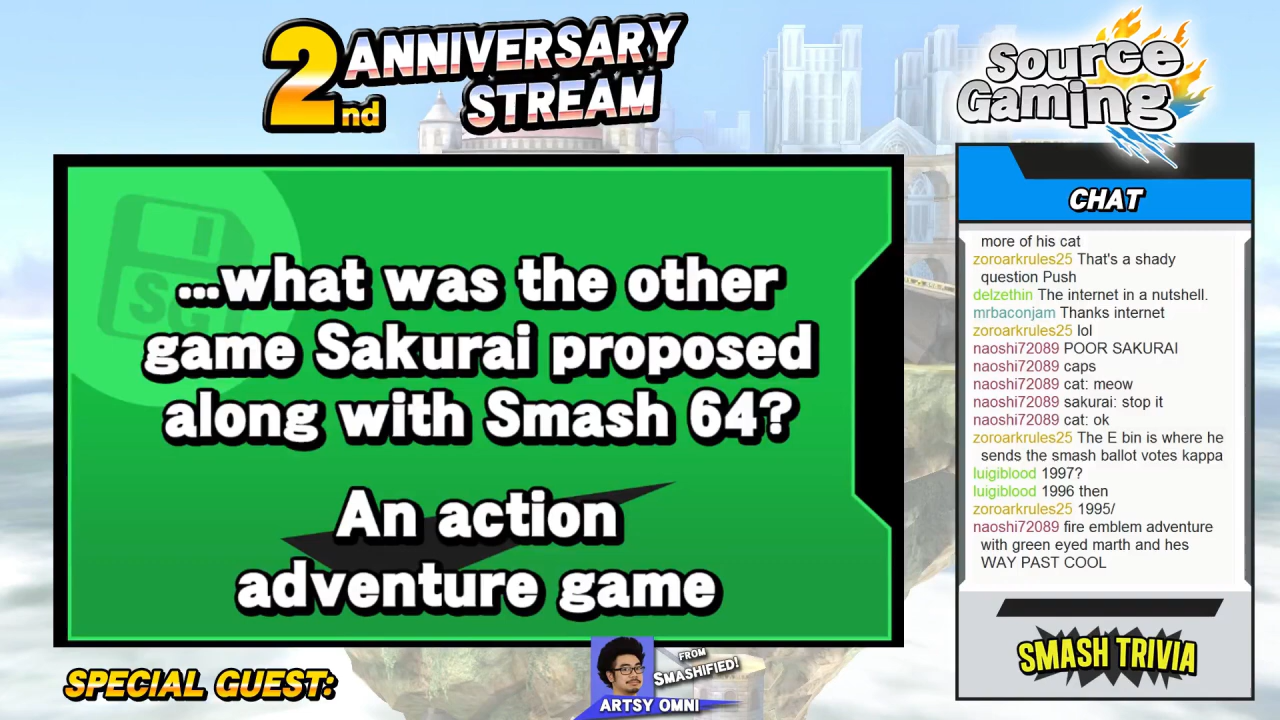 2nd ANNIVERSARY
STREAM
Source
Gaming
SG
...what was the other
game Sakurai proposed
along with Smash 64?
An action
adventure game
CHAT
more of his cat
zoroarkrules25 That's a shady
question Push
delzethin The internet in a nutshell.
mrbaconjam Thanks internet
zoroarkrules25 lol
naoshi72089 POOR SAKURAI
naoshi72089 caps
naoshi72089 cat: meow
naoshi72089 sakurai: stop it
naoshi72089 cat: ok
zoroarkrules25 The E bin is where he
sends the smash ballot votes kappa
luigiblood 1997?
luigiblood 1996 then
zoroarkrules25 1995/
naoshi72089 fire emblem adventure
with green eyed marth and hes
WAY PAST COOL
SMASH TRIVIA
SPECIAL GUEST:
FROM
SMASHIFIED!
ARTSY OMNI